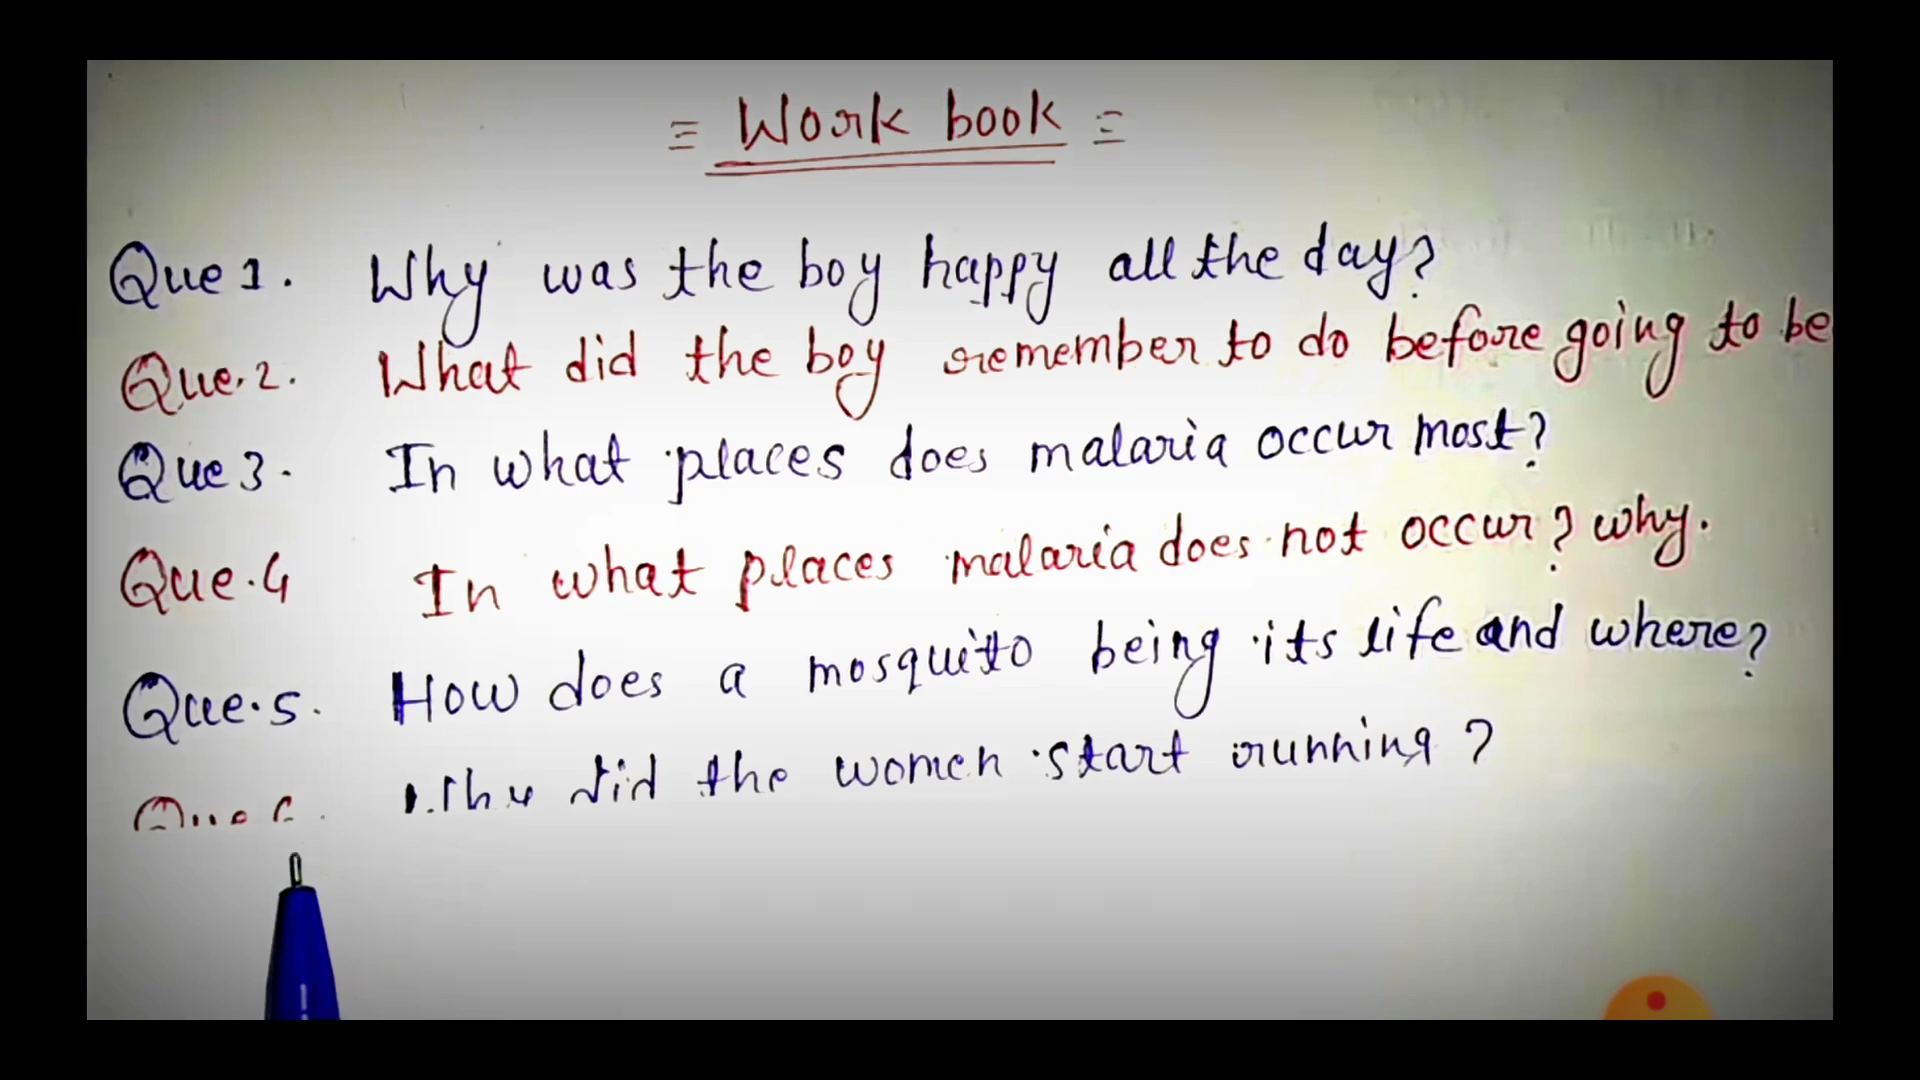 = Work book =
Que 1. Why was the boy happy all the day?
Que. 2. What did the boy remember to do before going to be
Que 3. In what places does malaria occur most?
Que. 4 In what places malaria does not occur? why.
Que. 5. How does a mosquito being its life and where?
Que 6. Why did the women start running?